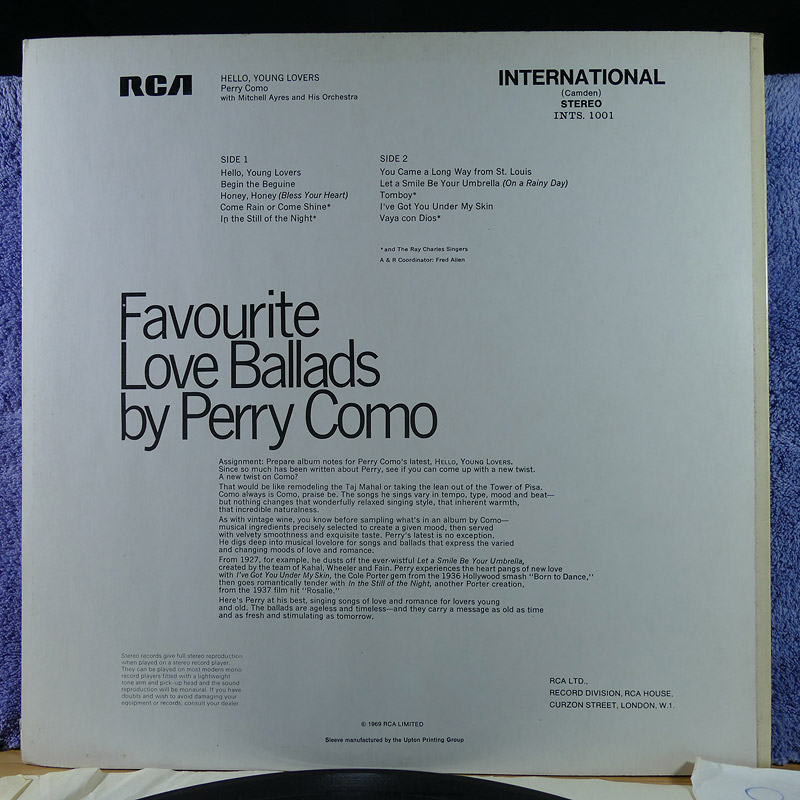 RCA
HELLO, YOUNG LOVERS
Perry Como
with Mitchell Ayres and His Orchestra
INTERNATIONAL
(Camden)
STEREO
INTS. 1001
SIDE 1
Hello, Young Lovers
Begin the Beguine
Honey, Honey (Bless Your Heart)
Come Rain or Come Shine*
In the Still of the Night*
SIDE 2
You Came a Long Way from St. Louis
Let a Smile Be Your Umbrella (On a Rainy Day)
Tomboy*
I've Got You Under My Skin
Vaya con Dios*
*and The Ray Charles Singers
A & R Coordinator: Fred Allen
Favourite
Love Ballads
by Perry Como
Assignment: Prepare album notes for Perry Como's latest, HELLO, YOUNG LOVERS.
Since so much has been written about Perry, see if you can come up with a new twist.
A new twist on Como?
That would be like remodeling the Taj Mahal or taking the lean out of the Tower of Pisa.
Como always is Como, praise be. The songs he sings vary in tempo, type, mood and beat—
but nothing changes that wonderfully relaxed singing style, that inherent warmth,
that incredible naturalness.
As with vintage wine, you know before sampling what's in an album by Como—
musical ingredients precisely selected to create a given mood, then served
with velvety smoothness and exquisite taste. Perry's latest is no exception.
He digs deep into musical lovelore for songs and ballads that express the varied
and changing moods of love and romance.
From 1927, for example, he dusts off the ever-wistful Let a Smile Be Your Umbrella,
created by the team of Kahal, Wheeler and Fain. Perry experiences the heart pangs of new love
with I've Got You Under My Skin, the Cole Porter gem from the 1936 Hollywood smash "Born to Dance,"
then goes romantically tender with In the Still of the Night, another Porter creation,
from the 1937 film hit "Rosalie."
Here's Perry at his best, singing songs of love and romance for lovers young
and old. The ballads are ageless and timeless—and they carry a message as old as time
and as fresh and stimulating as tomorrow.
Stereo records give full stereo reproduction
when played on a stereo record player.
They can be played on most modern mono
record players fitted with a lightweight
tone arm and pick-up head and the sound
reproduction will be monaural. If you have
doubts and wish to avoid damaging your
equipment or records, consult your dealer
RCA LTD.,
RECORD DIVISION, RCA HOUSE,
CURZON STREET, LONDON, W.1.
© 1969 RCA LIMITED
Sleeve manufactured by the Upton Printing Group